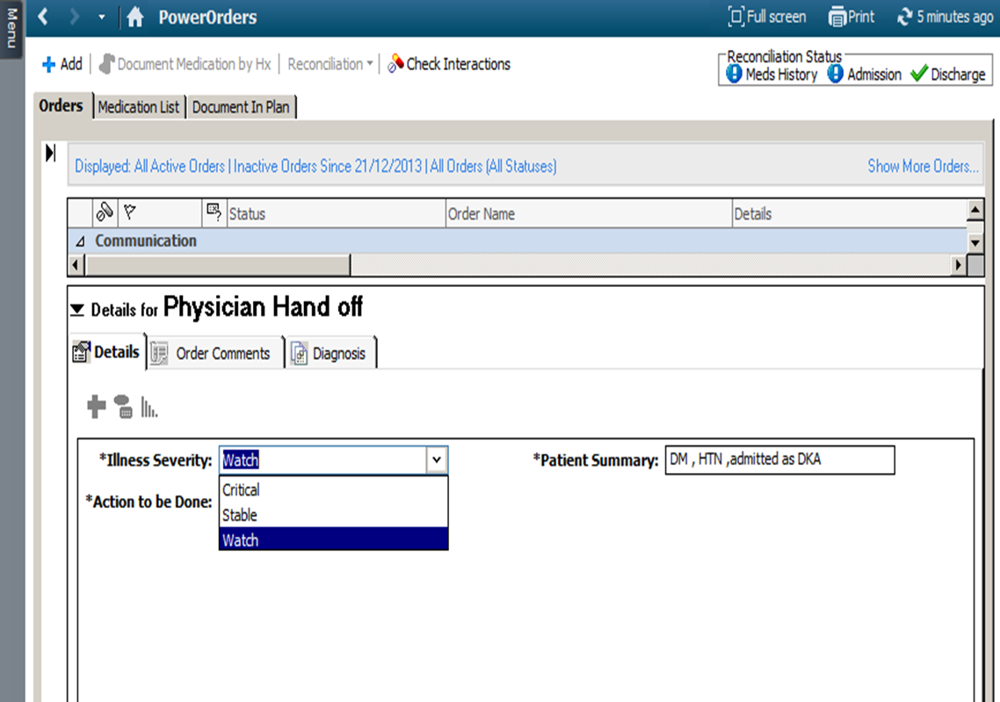 Menu
PowerOrders
Full screen Print 5 minutes ago
Add Document Medication by Hx Reconciliation Check Interactions
Reconciliation Status
Meds History Admission Discharge
Orders Medication List Document In Plan
Displayed: All Active Orders | Inactive Orders Since 21/12/2013 | All Orders (All Statuses) Show More Orders...
Status Order Name Details
Communication
Details for Physician Hand off
Details Order Comments Diagnosis
*Illness Severity: Watch *Patient Summary: DM , HTN ,admitted as DKA
Critical
*Action to be Done:
Stable
Watch